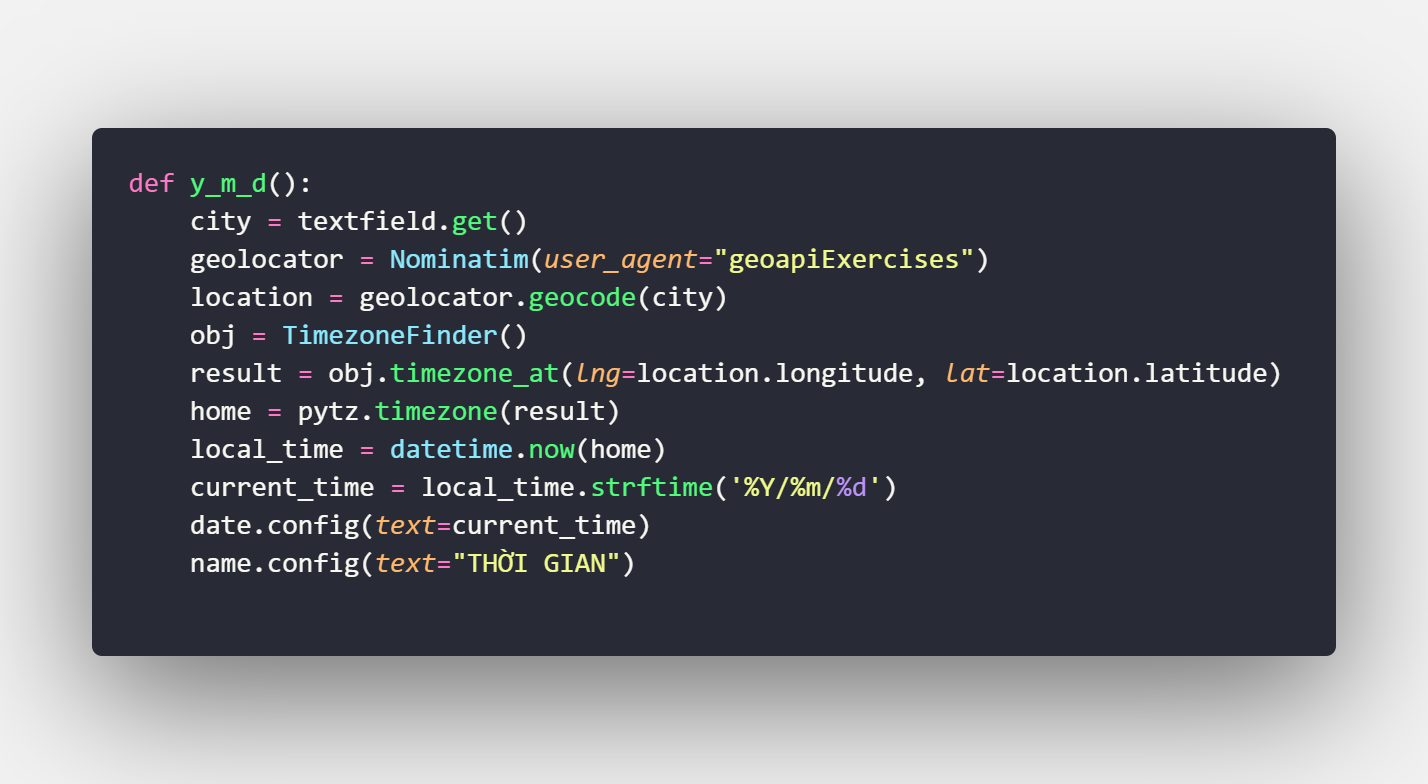 def y_m_d():
    city = textfield.get()
    geolocator = Nominatim(user_agent="geoapiExercises")
    location = geolocator.geocode(city)
    obj = TimezoneFinder()
    result = obj.timezone_at(lng=location.longitude, lat=location.latitude)
    home = pytz.timezone(result)
    local_time = datetime.now(home)
    current_time = local_time.strftime('%Y/%m/%d')
    date.config(text=current_time)
    name.config(text="THỜI GIAN")